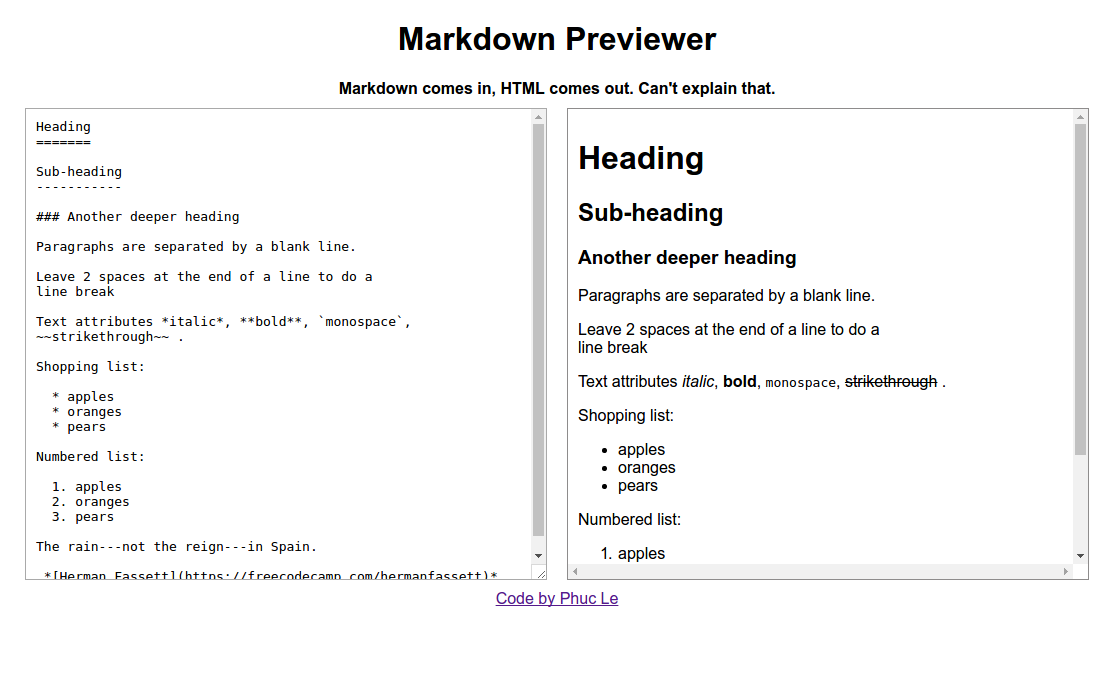 Markdown Previewer
Markdown comes in, HTML comes out. Can't explain that.
Heading
=======
Sub-heading
-----------
### Another deeper heading
Paragraphs are separated by a blank line.
Leave 2 spaces at the end of a line to do a
line break
Text attributes *italic*, **bold**, `monospace`,
~~strikethrough~~ .
Shopping list:
* apples
* oranges
* pears
Numbered list:
1. apples
2. oranges
3. pears
The rain---not the reign---in Spain.
*[Herman Fassett](https://freecodecamp.com/hermanfassett)*
Heading
Sub-heading
Another deeper heading
Paragraphs are separated by a blank line.
Leave 2 spaces at the end of a line to do a
line break
Text attributes italic, bold, monospace, strikethrough .
Shopping list:
• apples
• oranges
• pears
Numbered list:
1. apples
Code by Phuc Le